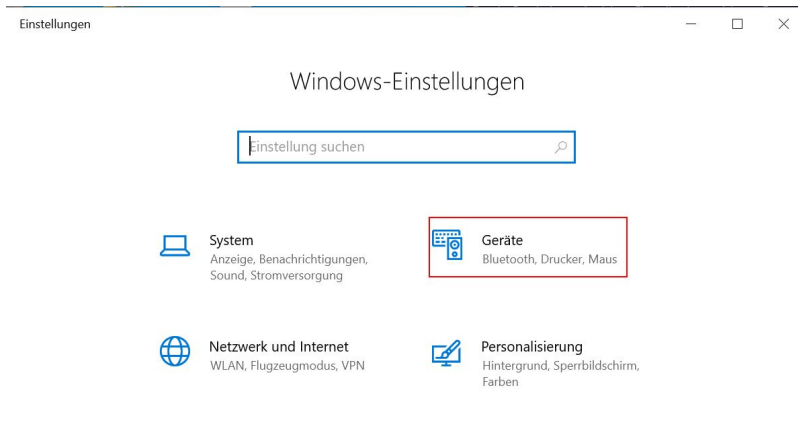 Einstellungen
Windows-Einstellungen
Einstellung suchen
System
Anzeige, Benachrichtigungen,
Sound, Stromversorgung
Geräte
Bluetooth, Drucker, Maus
Netzwerk und Internet
WLAN, Flugzeugmodus, VPN
Personalisierung
Hintergrund, Sperrbildschirm,
Farben